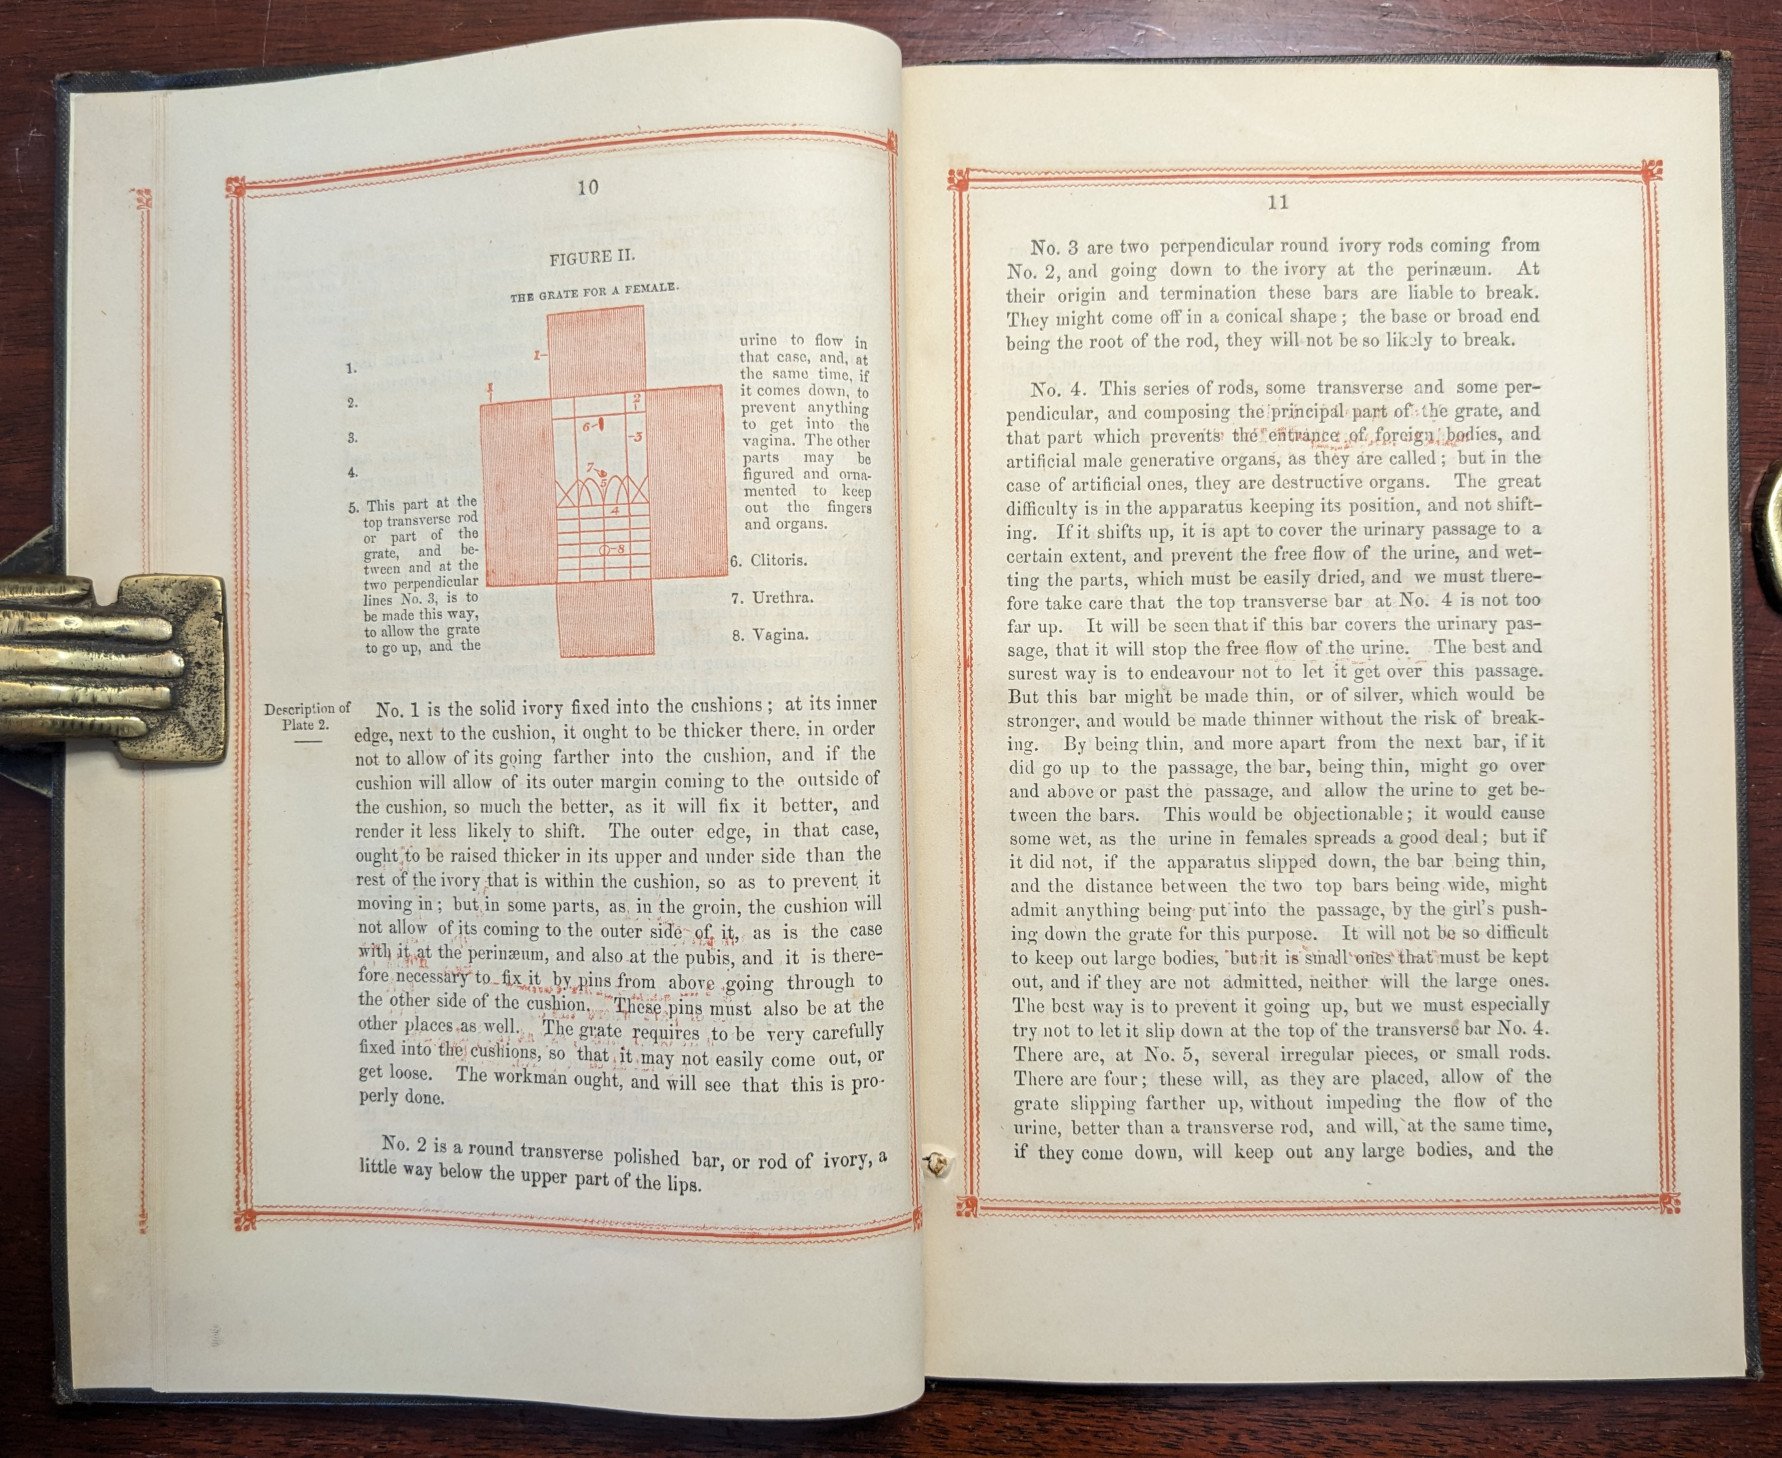 10
FIGURE II.
THE GRATE FOR A FEMALE.
1.
2.
3.
4.
5. This part at the
top transverse rod
or part of the
grate, and be-
tween and at the
two perpendicular
lines No. 3, is to
be made this way,
to allow the grate
to go up, and the
1
1
2
6
3
7
5
4
8
urine to flow in
that case, and, at
the same time, if
it comes down, to
prevent anything
to get into the
vagina. The other
parts may be
figured and orna-
mented to keep
out the fingers
and organs.
6. Clitoris.
7. Urethra.
8. Vagina.
Description of
Plate 2.
No. 1 is the solid ivory fixed into the cushions; at its inner
edge, next to the cushion, it ought to be thicker there, in order
not to allow of its going farther into the cushion, and if the
cushion will allow of its outer margin coming to the outside of
the cushion, so much the better, as it will fix it better, and
render it less likely to shift. The outer edge, in that case,
ought to be raised thicker in its upper and under side than the
rest of the ivory that is within the cushion, so as to prevent it
moving in; but in some parts, as in the groin, the cushion will
not allow of its coming to the outer side of it, as is the case
with it at the perinæum, and also at the pubis, and it is there-
fore necessary to fix it by pins from above going through to
the other side of the cushion. These pins must also be at the
other places as well. The grate requires to be very carefully
fixed into the cushions, so that it may not easily come out, or
get loose. The workman ought, and will see that this is pro-
perly done.
No. 2 is a round transverse polished bar, or rod of ivory, a
little way below the upper part of the lips.
11
No. 3 are two perpendicular round ivory rods coming from
No. 2, and going down to the ivory at the perinæum. At
their origin and termination these bars are liable to break.
They might come off in a conical shape; the base or broad end
being the root of the rod, they will not be so likely to break.
No. 4. This series of rods, some transverse and some per-
pendicular, and composing the principal part of the grate, and
that part which prevents the entrance of foreign bodies, and
artificial male generative organs, as they are called; but in the
case of artificial ones, they are destructive organs. The great
difficulty is in the apparatus keeping its position, and not shift-
ing. If it shifts up, it is apt to cover the urinary passage to a
certain extent, and prevent the free flow of the urine, and wet-
ting the parts, which must be easily dried, and we must there-
fore take care that the top transverse bar at No. 4 is not too
far up. It will be seen that if this bar covers the urinary pas-
sage, that it will stop the free flow of the urine. The best and
surest way is to endeavour not to let it get over this passage.
But this bar might be made thin, or of silver, which would be
stronger, and would be made thinner without the risk of break-
ing. By being thin, and more apart from the next bar, if it
did go up to the passage, the bar, being thin, might go over
and above or past the passage, and allow the urine to get be-
tween the bars. This would be objectionable; it would cause
some wet, as the urine in females spreads a good deal; but if
it did not, if the apparatus slipped down, the bar being thin,
and the distance between the two top bars being wide, might
admit anything being put into the passage, by the girl's push-
ing down the grate for this purpose. It will not be so difficult
to keep out large bodies, but it is small ones that must be kept
out, and if they are not admitted, neither will the large ones.
The best way is to prevent it going up, but we must especially
try not to let it slip down at the top of the transverse bar No. 4.
There are, at No. 5, several irregular pieces, or small rods.
There are four; these will, as they are placed, allow of the
grate slipping farther up, without impeding the flow of the
urine, better than a transverse rod, and will, at the same time,
if they come down, will keep out any large bodies, and the